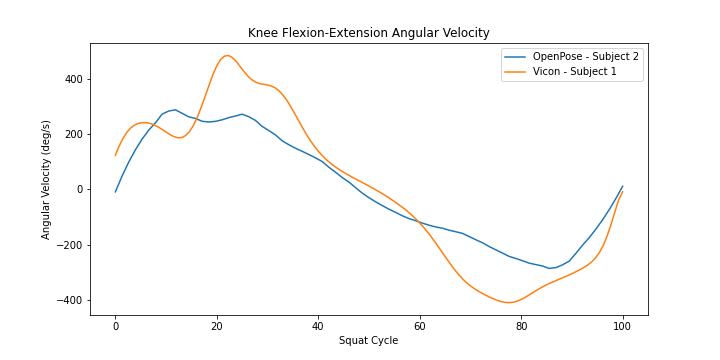 Knee Flexion-Extension Angular Velocity
OpenPose - Subject 2
Vicon - Subject 1
Angular Velocity (deg/s)
400
200
0
−200
−400
0 20 40 60 80 100
Squat Cycle